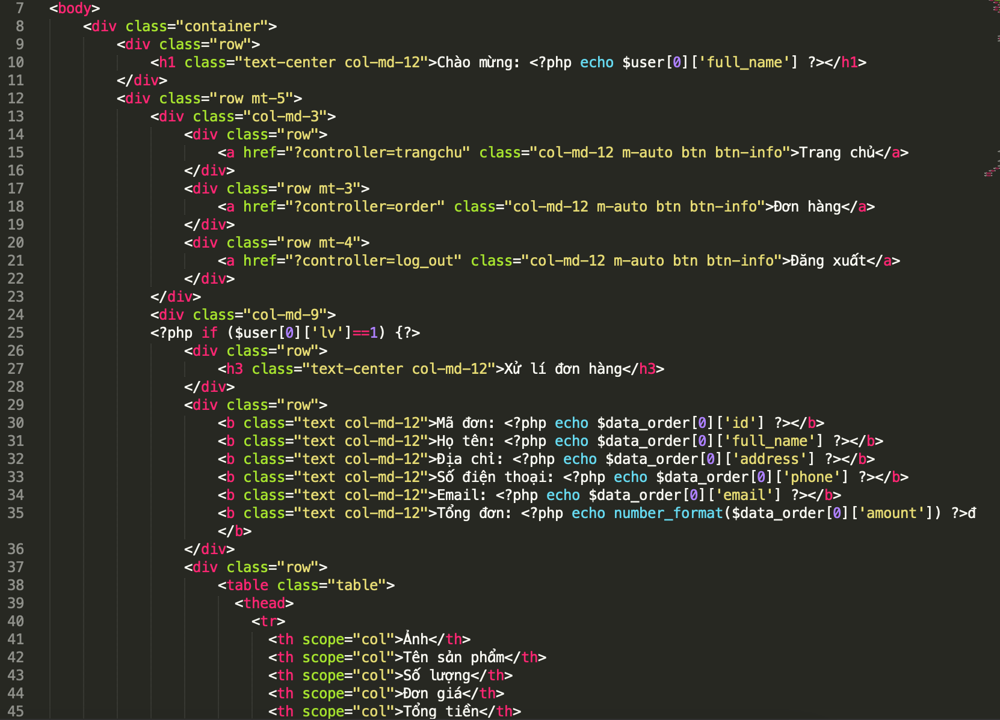 7 <body>
8 <div class="container">
9 <div class="row">
10 <h1 class="text-center col-md-12">Chào mừng: <?php echo $user[0]['full_name'] ?></h1>
11 </div>
12 <div class="row mt-5">
13 <div class="col-md-3">
14 <div class="row">
15 <a href="?controller=trangchu" class="col-md-12 m-auto btn btn-info">Trang chủ</a>
16 </div>
17 <div class="row mt-3">
18 <a href="?controller=order" class="col-md-12 m-auto btn btn-info">Đơn hàng</a>
19 </div>
20 <div class="row mt-4">
21 <a href="?controller=log_out" class="col-md-12 m-auto btn btn-info">Đăng xuất</a>
22 </div>
23 </div>
24 <div class="col-md-9">
25 <?php if ($user[0]['lv']==1) {?>
26 <div class="row">
27 <h3 class="text-center col-md-12">Xử lí đơn hàng</h3>
28 </div>
29 <div class="row">
30 <b class="text col-md-12">Mã đơn: <?php echo $data_order[0]['id'] ?></b>
31 <b class="text col-md-12">Họ tên: <?php echo $data_order[0]['full_name'] ?></b>
32 <b class="text col-md-12">Địa chỉ: <?php echo $data_order[0]['address'] ?></b>
33 <b class="text col-md-12">Số điện thoại: <?php echo $data_order[0]['phone'] ?></b>
34 <b class="text col-md-12">Email: <?php echo $data_order[0]['email'] ?></b>
35 <b class="text col-md-12">Tổng đơn: <?php echo number_format($data_order[0]['amount']) ?>đ
</b>
36 </div>
37 <div class="row">
38 <table class="table">
39 <thead>
40 <tr>
41 <th scope="col">Ảnh</th>
42 <th scope="col">Tên sản phẩm</th>
43 <th scope="col">Số lượng</th>
44 <th scope="col">Đơn giá</th>
45 <th scope="col">Tổng tiền</th>